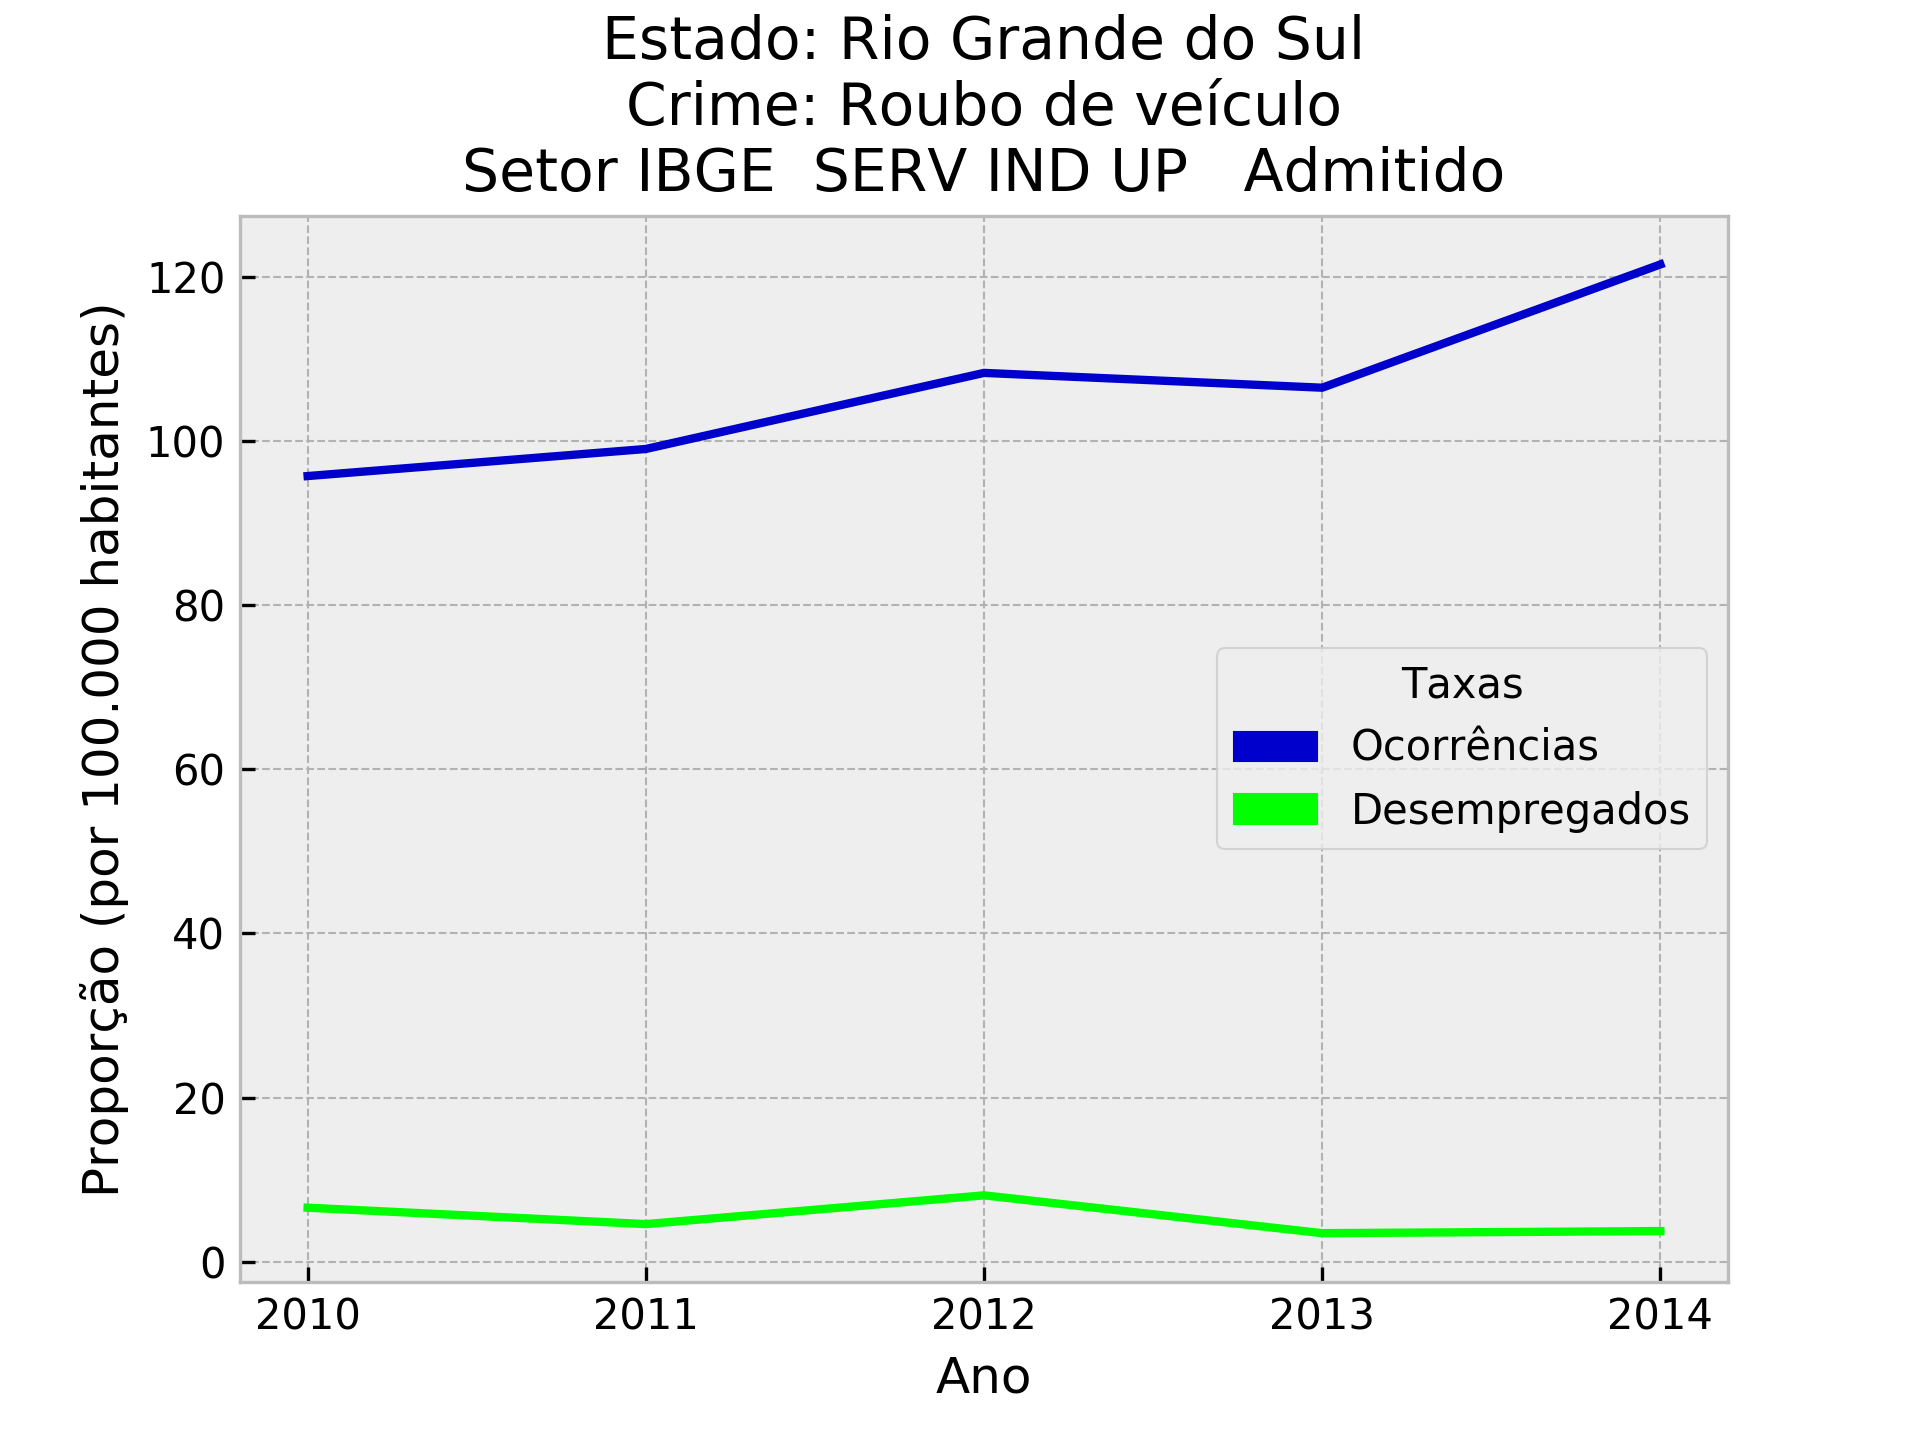 Estado: Rio Grande do Sul
Crime: Roubo de veículo
Setor IBGE  SERV IND UP   Admitido
Proporção (por 100.000 habitantes)
120
100
80
60
40
20
0
Taxas
Ocorrências
Desempregados
2010 2011 2012 2013 2014
Ano